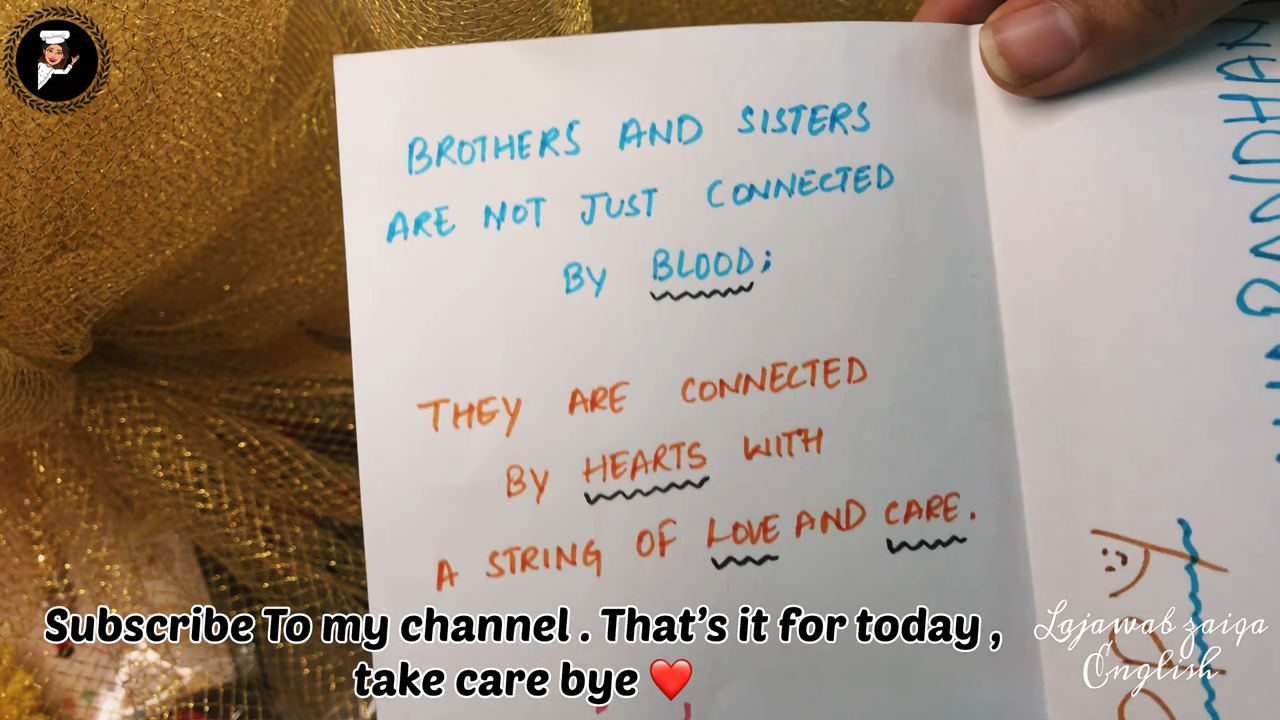 BROTHERS AND SISTERS
ARE NOT JUST CONNECTED
BY BLOOD;
THEY ARE CONNECTED
BY HEARTS WITH
A STRING OF LOVE AND CARE.
Subscribe To my channel . That's it for today ,
take care bye ❤️
Lajawab zaiqa
English